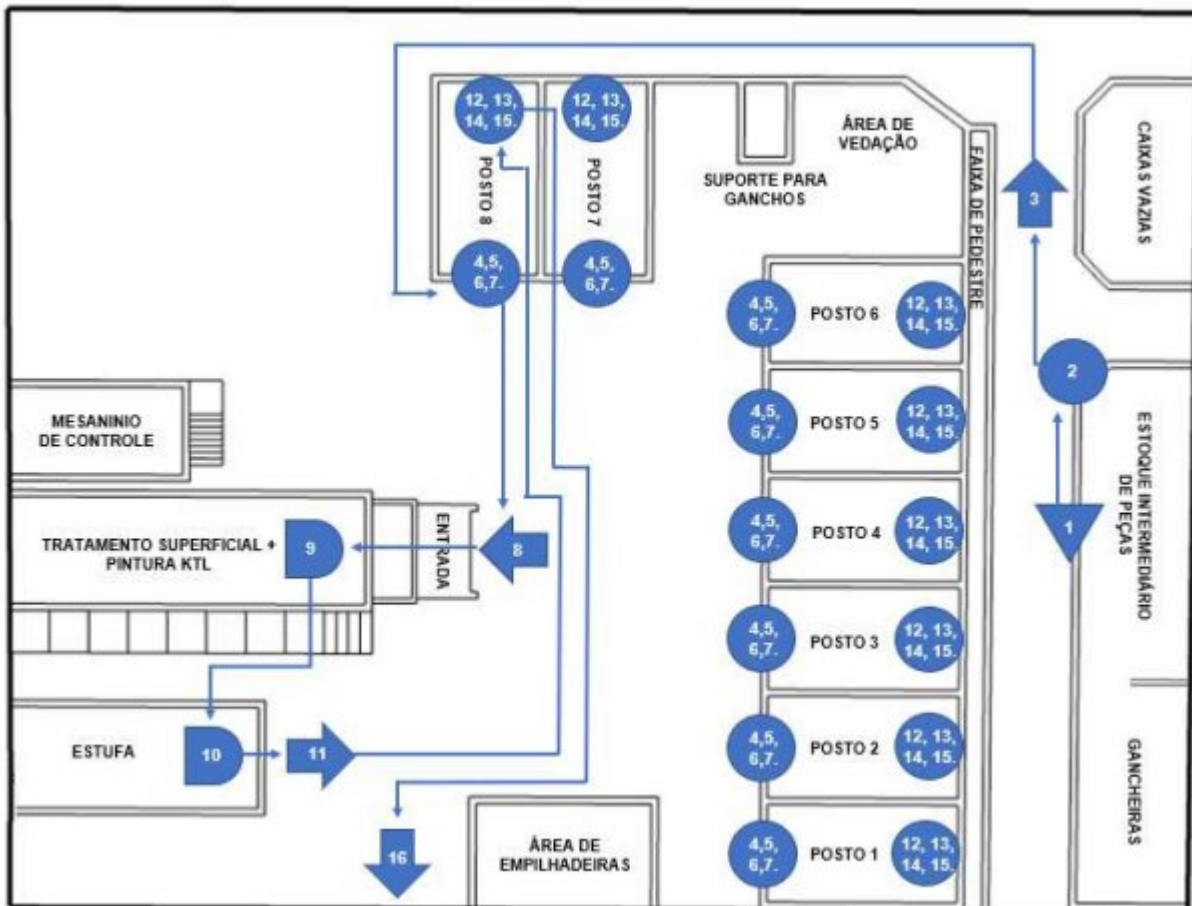 12, 13,
14, 15.
12, 13,
14, 15.
POSTO 8
POSTO 7
4,5,
6,7.
4,5,
6,7.
SUPORTE PARA
GANCHOS
ÁREA DE
VEDAÇÃO
FAIXA DE PEDESTRE
3
CAIXAS VAZIAS
4,5,
6,7.
POSTO 6
12, 13,
14, 15.
2
MESANINIO
DE CONTROLE
4,5,
6,7.
POSTO 5
12, 13,
14, 15.
ESTOQUE INTERMEDIÁRIO
DE PEÇAS
1
TRATAMENTO SUPERFICIAL +
PINTURA KTL
9
ENTRADA
8
4,5,
6,7.
POSTO 4
12, 13,
14, 15.
4,5,
6,7.
POSTO 3
12, 13,
14, 15.
ESTUFA
10
11
4,5,
6,7.
POSTO 2
12, 13,
14, 15.
GANCHEIRAS
16
ÁREA DE
EMPILHADEIRAS
4,5,
6,7.
POSTO 1
12, 13,
14, 15.